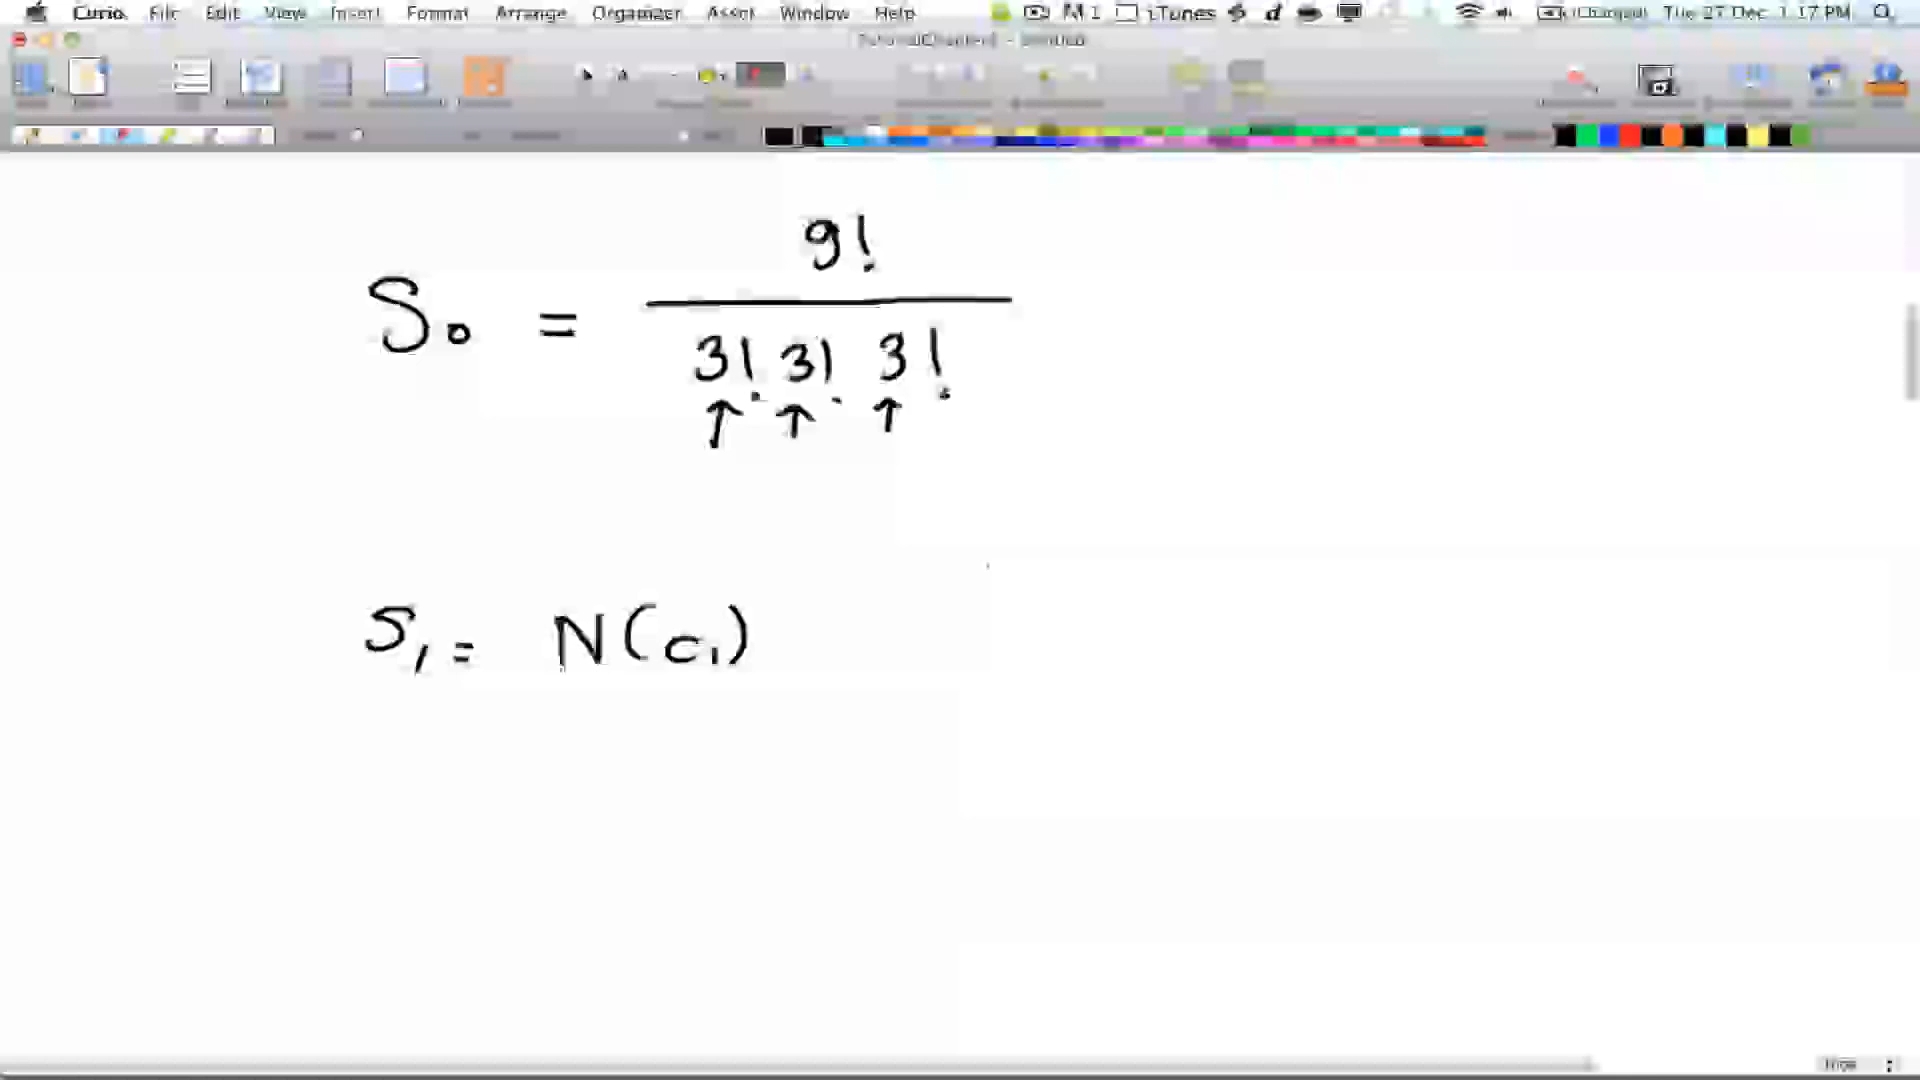 Curio File Edit View Insert Format Arrange Organizer Asset Window Help iTunes (Charged) Tue 27 Dec 1:17 PM
9!
S₀ = 
3! 3! 3!
↑ ↑ ↑
S₁ = N(c₁)